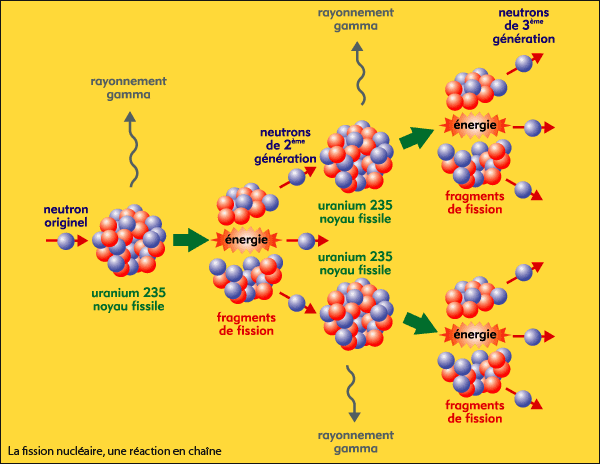 rayonnement
gamma
neutron
originel
uranium 235
noyau fissile
énergie
fragments
de fission
neutrons
de 2ème
génération
rayonnement
gamma
uranium 235
noyau fissile
uranium 235
noyau fissile
rayonnement
gamma
neutrons
de 3ème
génération
énergie
fragments
de fission
énergie
fragments
de fission
La fission nucléaire, une réaction en chaîne